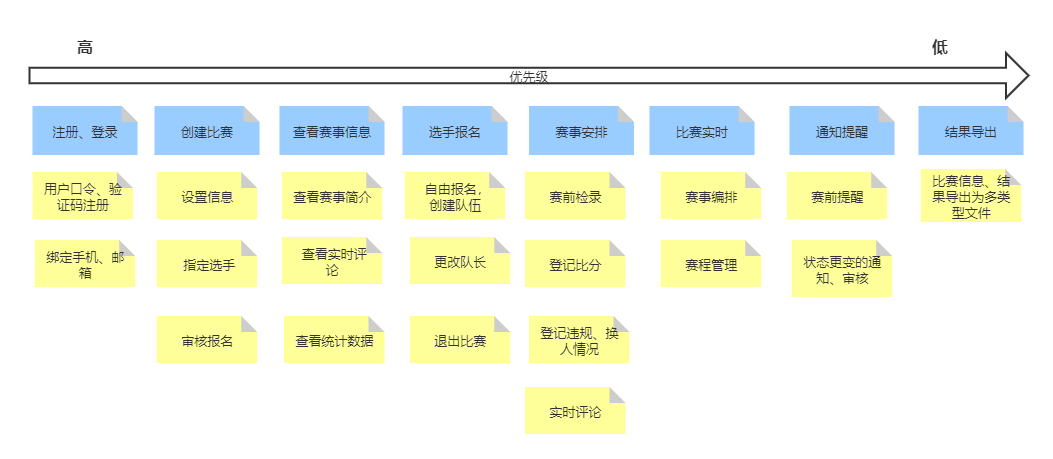 高
低
优先级
注册、登录
创建比赛
查看赛事信息
选手报名
赛事安排
比赛实时
通知提醒
结果导出
用户口令、验
证码注册
设置信息
查看赛事简介
自由报名，
创建队伍
赛前检录
赛事编排
赛前提醒
比赛信息、结
果导出为多类
型文件
绑定手机、邮
箱
指定选手
查看实时评
论
更改队长
登记比分
赛程管理
状态更变的通
知、审核
审核报名
查看统计数据
退出比赛
登记违规、换
人情况
实时评论